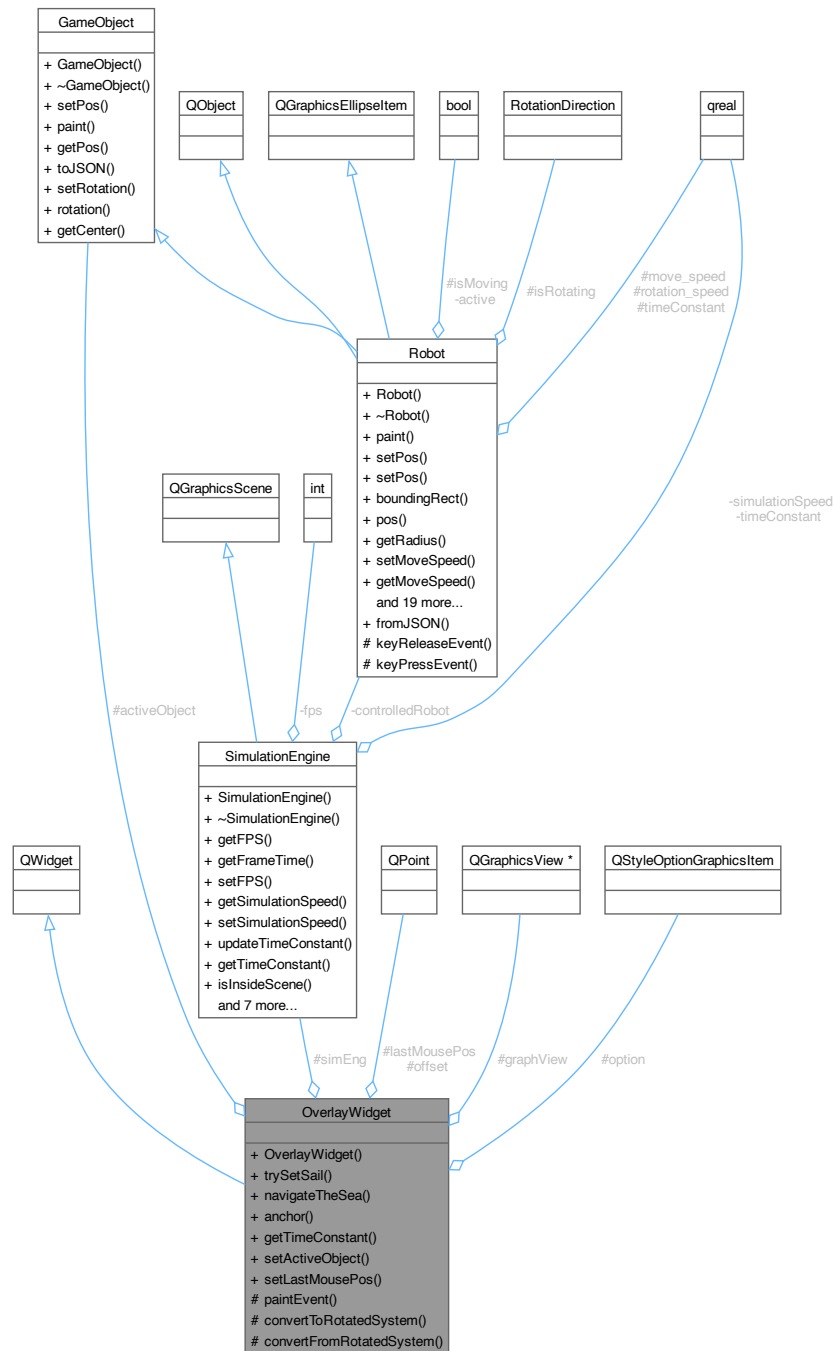 GameObject
+ GameObject()
+ ~GameObject()
+ setPos()
+ paint()
+ getPos()
+ toJSON()
+ setRotation()
+ rotation()
+ getCenter()
QObject
QGraphicsEllipseItem
bool
RotationDirection
qreal
#isMoving
-active
#isRotating
#move_speed
#rotation_speed
#timeConstant
Robot
+ Robot()
+ ~Robot()
+ paint()
+ setPos()
+ setPos()
+ boundingRect()
+ pos()
+ getRadius()
+ setMoveSpeed()
+ getMoveSpeed()
and 19 more...
+ fromJSON()
# keyReleaseEvent()
# keyPressEvent()
QGraphicsScene
int
-simulationSpeed
-timeConstant
#activeObject
-fps
-controlledRobot
SimulationEngine
+ SimulationEngine()
+ ~SimulationEngine()
+ getFPS()
+ getFrameTime()
+ setFPS()
+ getSimulationSpeed()
+ setSimulationSpeed()
+ updateTimeConstant()
+ getTimeConstant()
+ isInsideScene()
and 7 more...
QWidget
QPoint
QGraphicsView *
QStyleOptionGraphicsItem
#simEng
#lastMousePos
#offset
#graphView
#option
OverlayWidget
+ OverlayWidget()
+ trySetSail()
+ navigateTheSea()
+ anchor()
+ getTimeConstant()
+ setActiveObject()
+ setLastMousePos()
# paintEvent()
# convertToRotatedSystem()
# convertFromRotatedSystem()